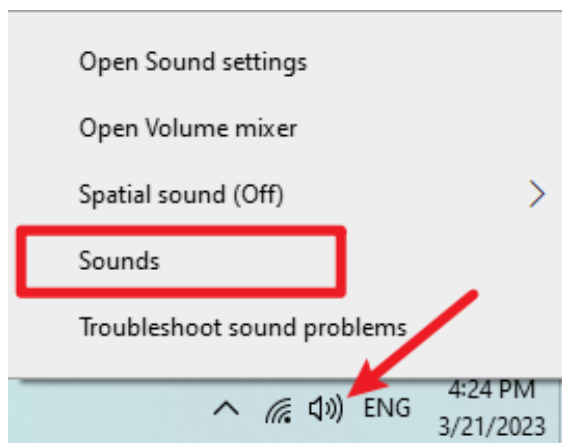 Open Sound settings
Open Volume mixer
Spatial sound (Off)
Sounds
Troubleshoot sound problems
ENG
4:24 PM
3/21/2023